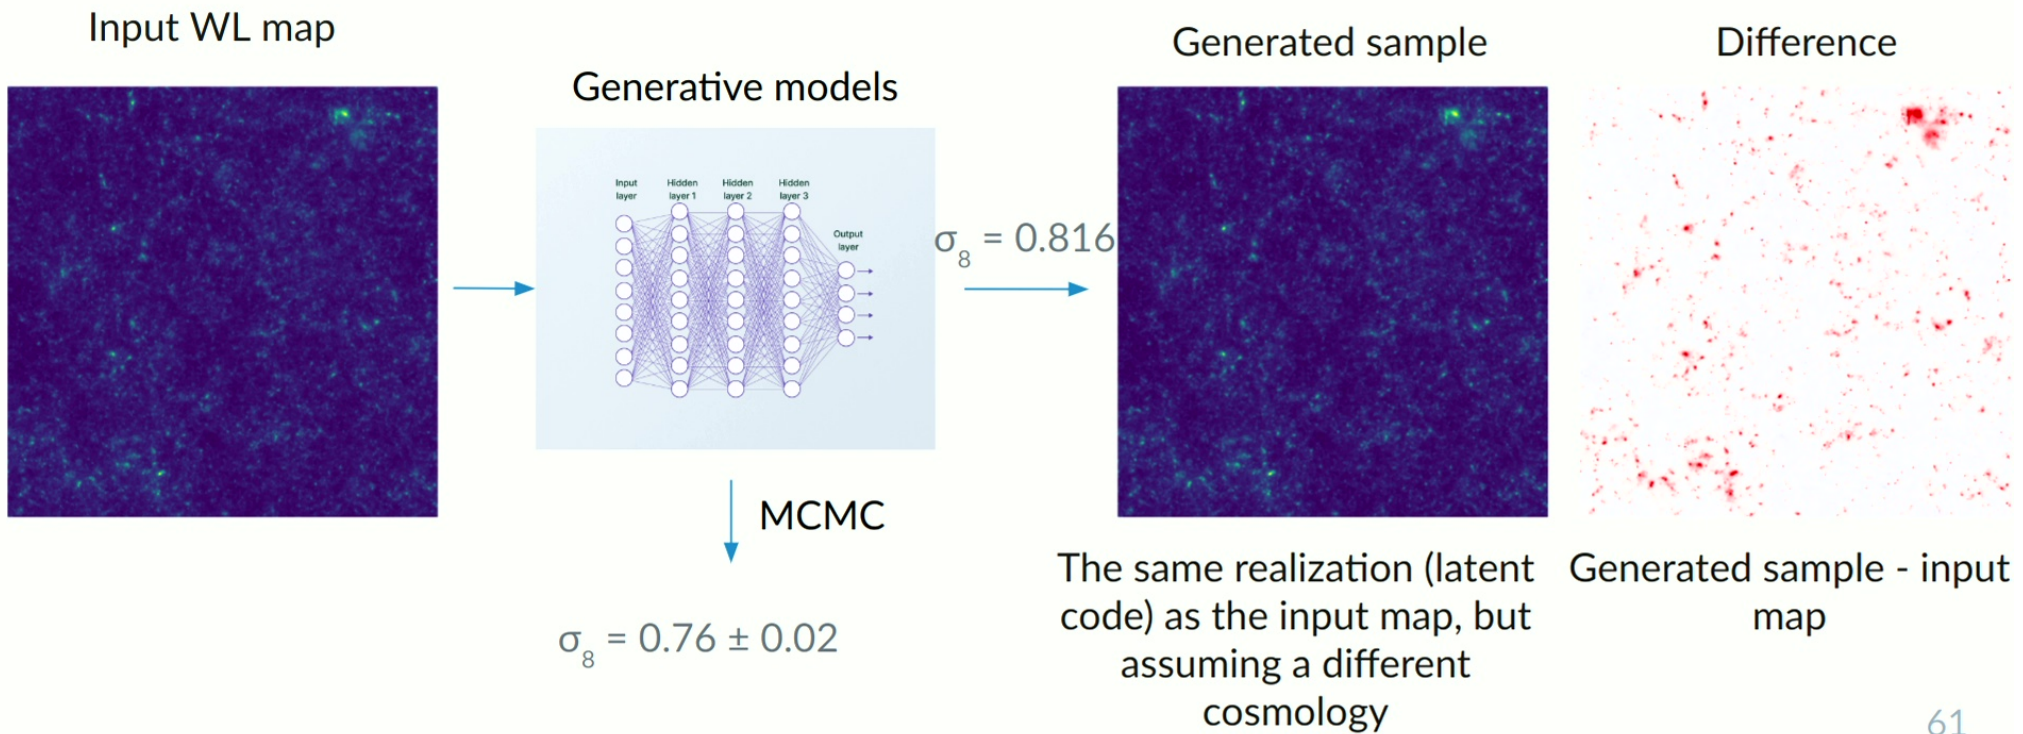 Input WL map
Generative models
Input layer
Hidden layer 1
Hidden layer 2
Hidden layer 3
Output layer
MCMC
σ₈ = 0.76 ± 0.02
σ₈ = 0.816
Generated sample
The same realization (latent
code) as the input map, but
assuming a different
cosmology
Difference
Generated sample - input
map
61